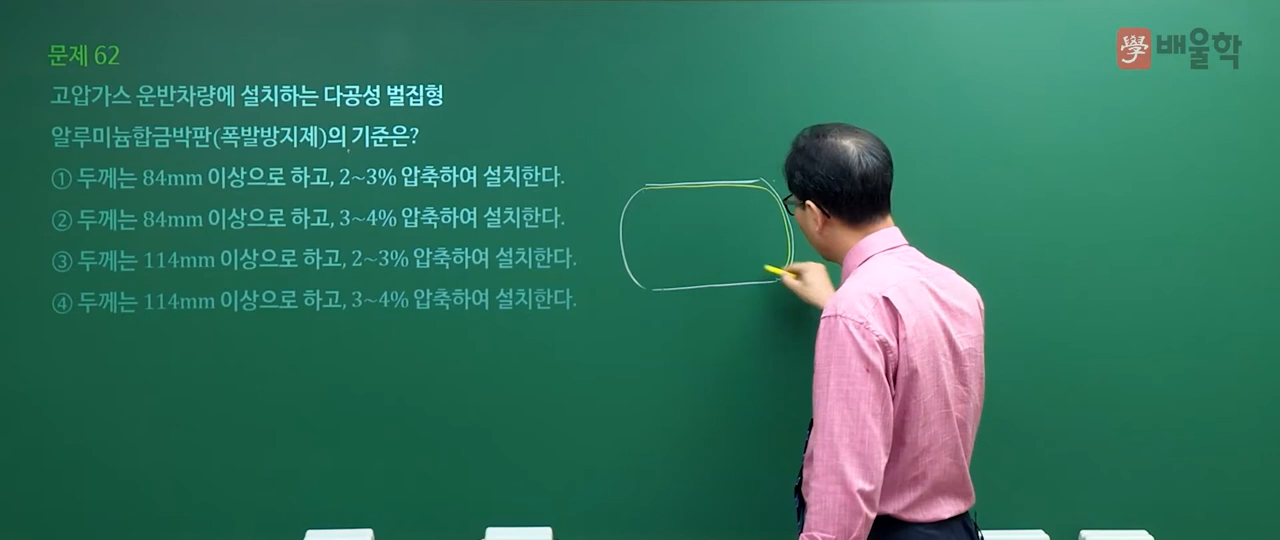 學 배울학
문제 62
고압가스 운반차량에 설치하는 다공성 벌집형
알루미늄합금박판(폭발방지제)의 기준은?
① 두께는 84mm 이상으로 하고, 2~3% 압축하여 설치한다.
② 두께는 84mm 이상으로 하고, 3~4% 압축하여 설치한다.
③ 두께는 114mm 이상으로 하고, 2~3% 압축하여 설치한다.
④ 두께는 114mm 이상으로 하고, 3~4% 압축하여 설치한다.